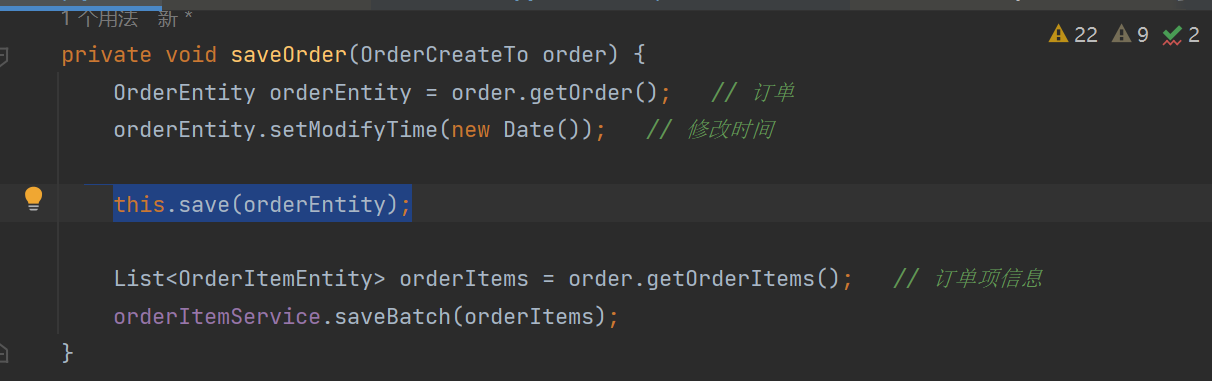 1 个用法 新 *
22 9 2
private void saveOrder(OrderCreateTo order) {
OrderEntity orderEntity = order.getOrder(); // 订单
orderEntity.setModifyTime(new Date()); // 修改时间
this.save(orderEntity);
List<OrderItemEntity> orderItems = order.getOrderItems(); // 订单项信息
orderItemService.saveBatch(orderItems);
}